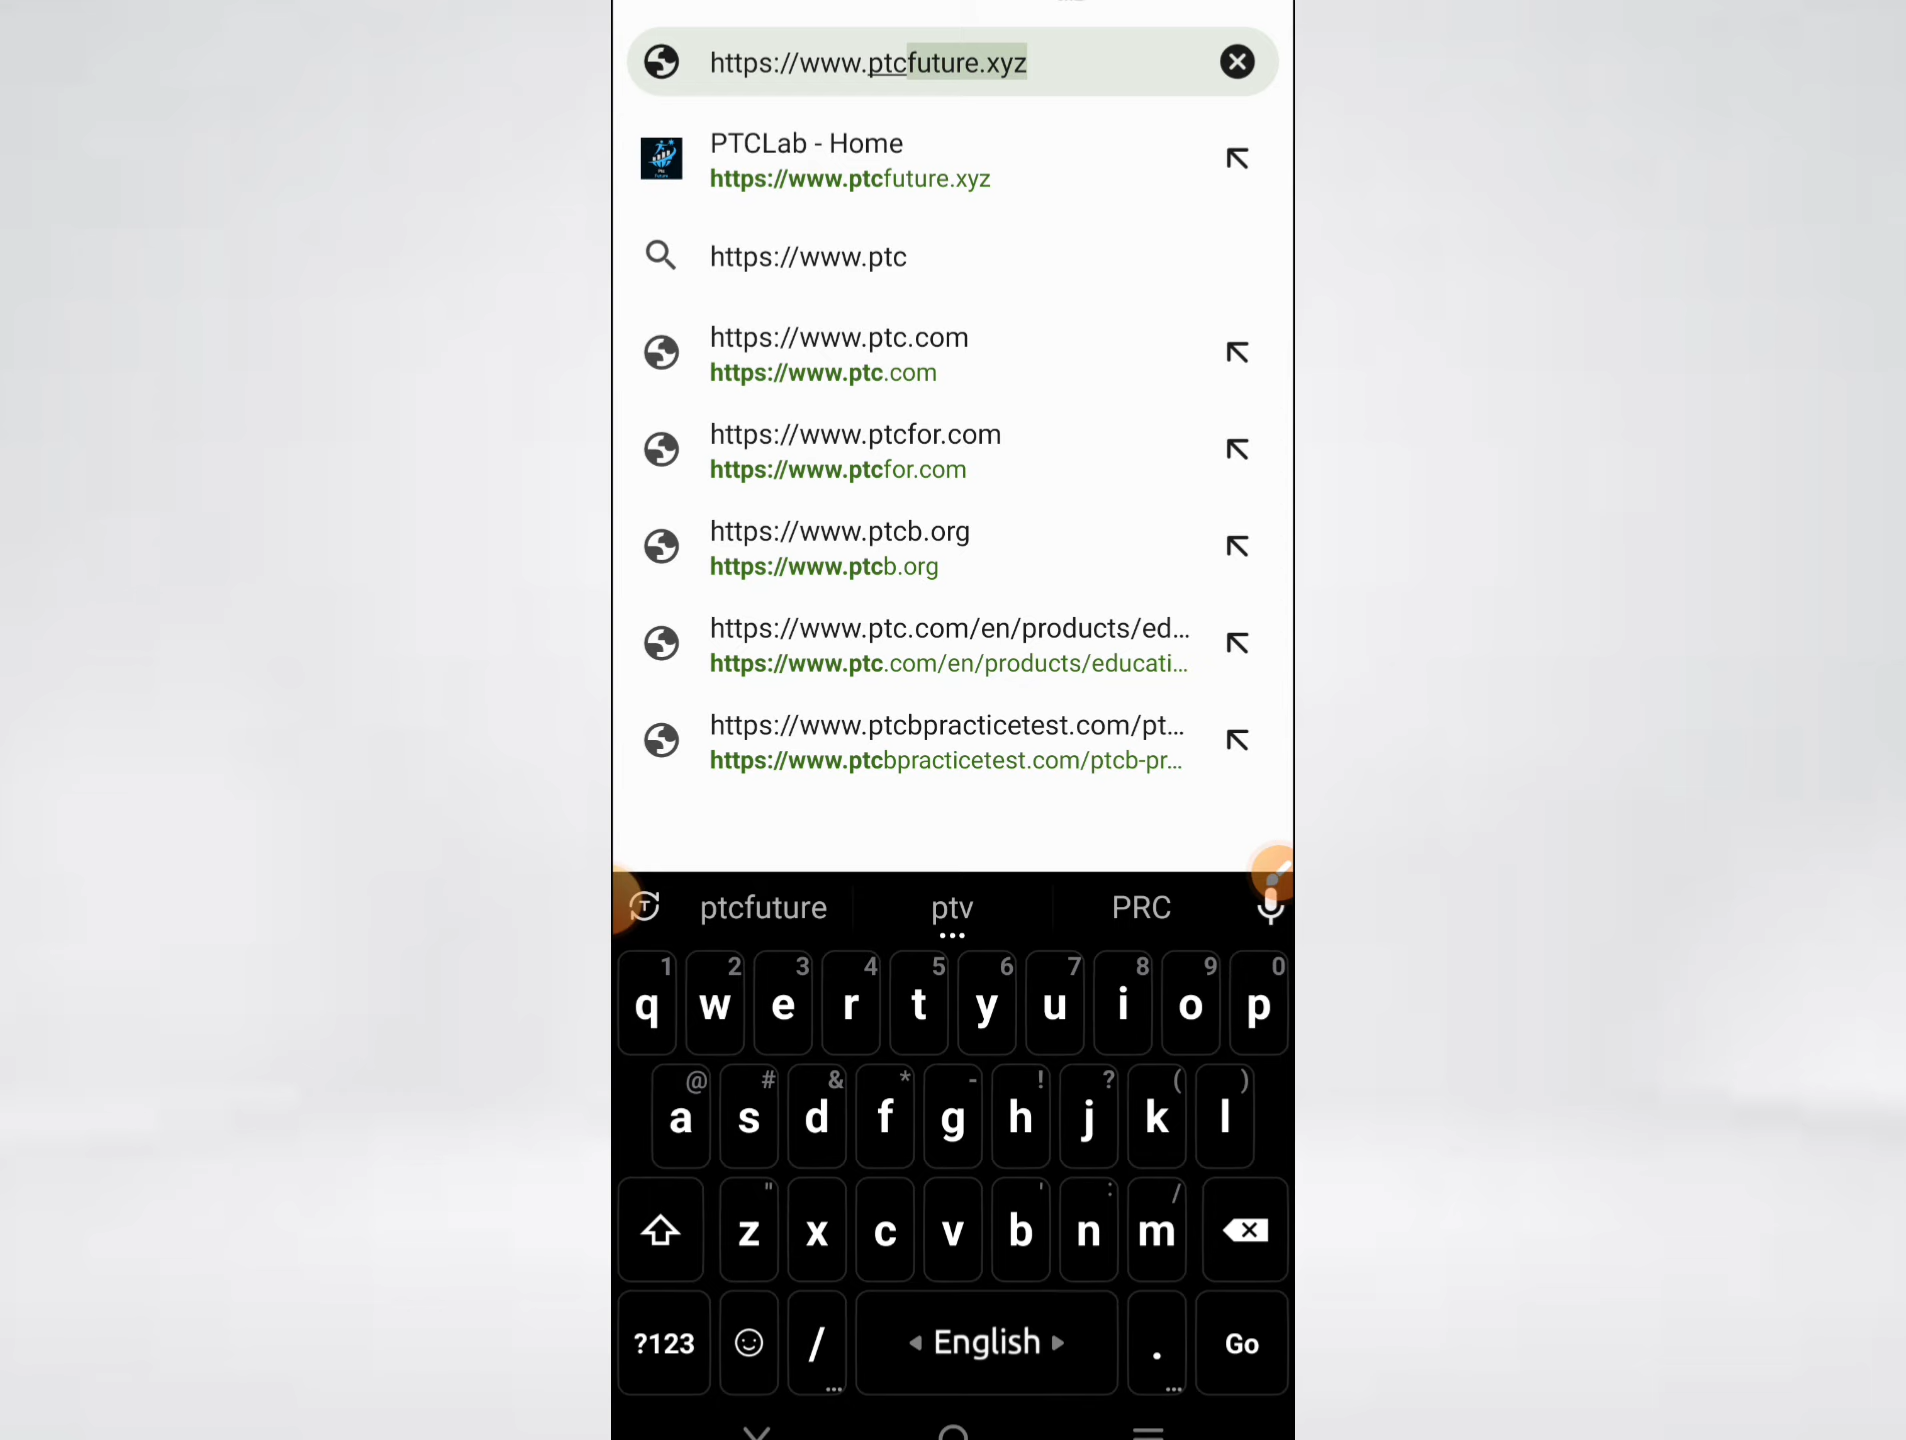 https://www.ptcfuture.xyz
PTCLab - Home
https://www.ptcfuture.xyz
https://www.ptc
https://www.ptc.com
https://www.ptc.com
https://www.ptcfor.com
https://www.ptcfor.com
https://www.ptcb.org
https://www.ptcb.org
https://www.ptc.com/en/products/ed...
https://www.ptc.com/en/products/educati...
https://www.ptcbpracticetest.com/pt...
https://www.ptcbpracticetest.com/ptcb-pr...
T ptcfuture ptv PRC
...
1 2 3 4 5 6 7 8 9 0
q w e r t y u i o p
@ # & * - ! ? ( )
a s d f g h j k l
" ' : /
z x c v b n m
?123 / English . Go
... ...